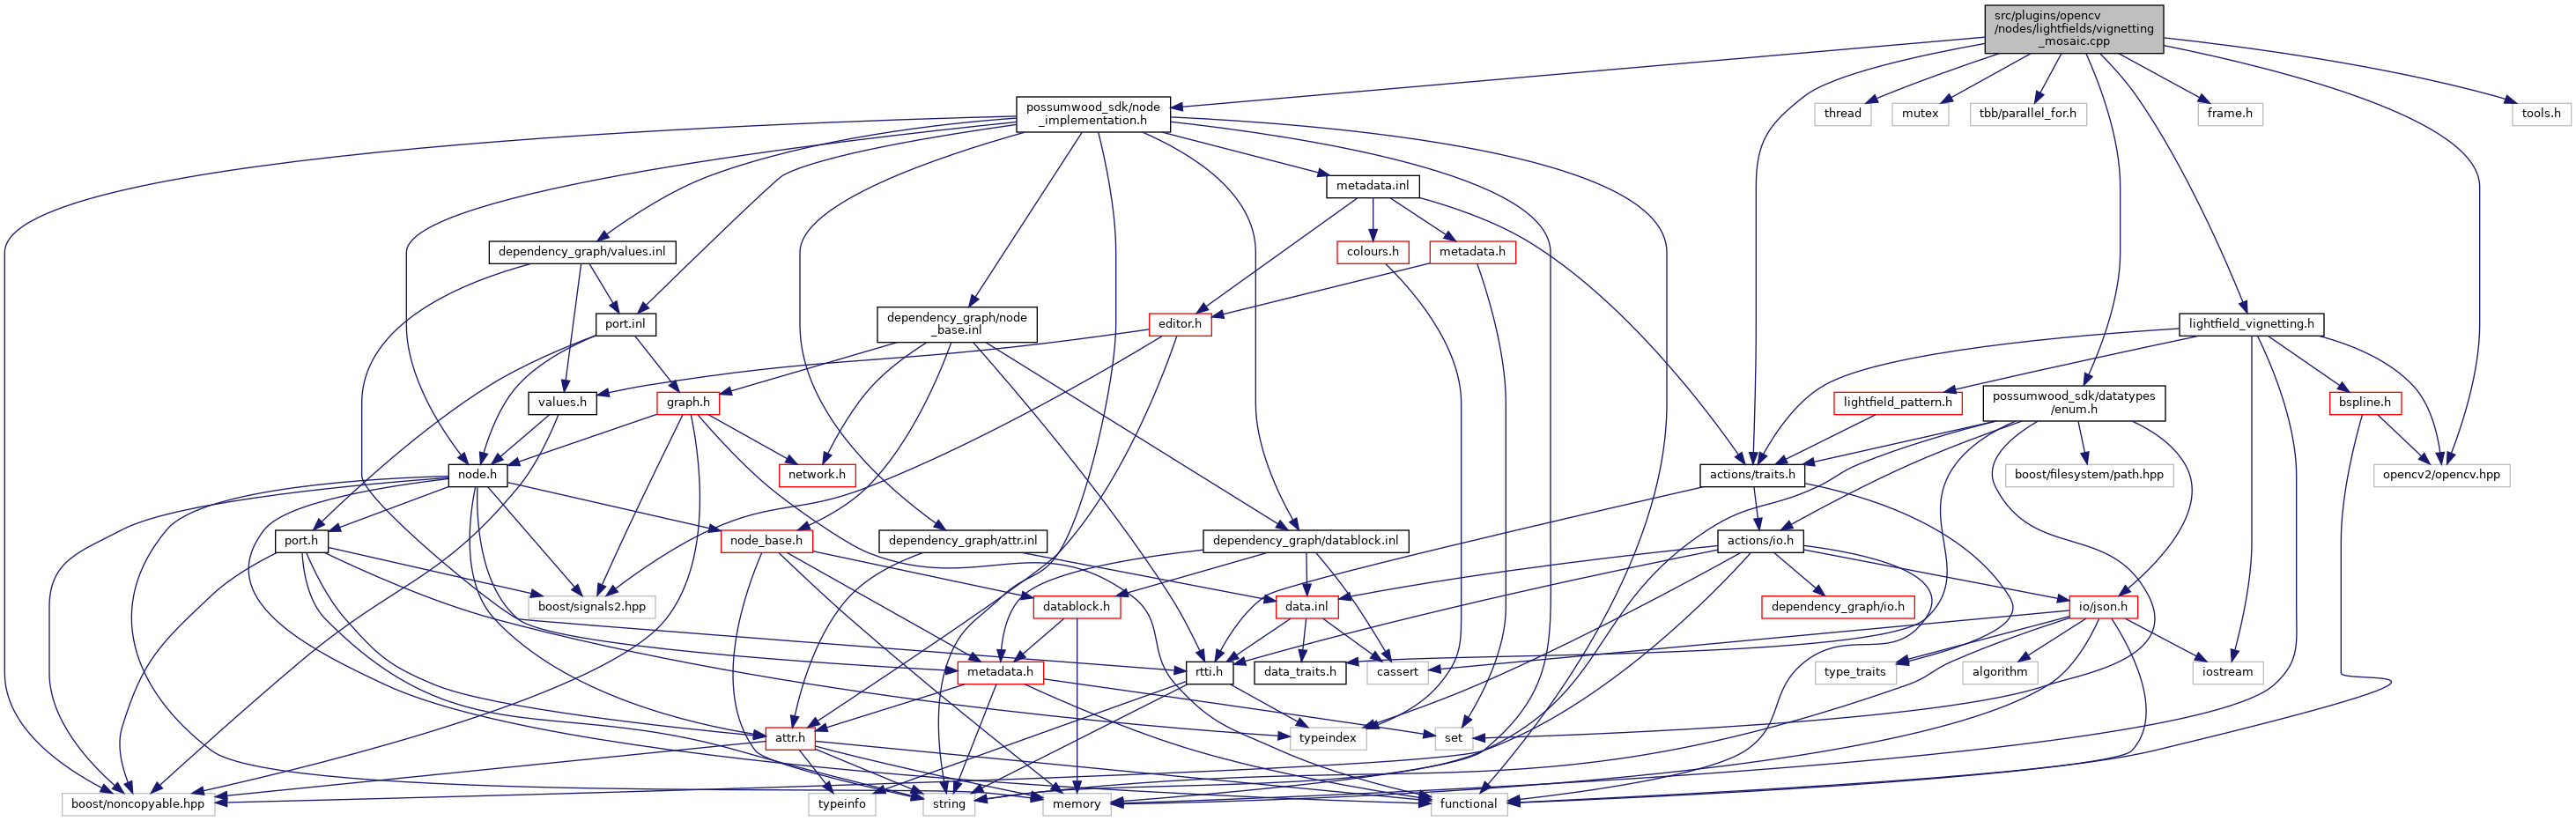 src/plugins/opencv
/nodes/lightfields/vignetting
_mosaic.cpp
possumwood_sdk/node
_implementation.h
thread
mutex
tbb/parallel_for.h
frame.h
tools.h
metadata.inl
dependency_graph/values.inl
colours.h
metadata.h
port.inl
dependency_graph/node
_base.inl
editor.h
lightfield_vignetting.h
values.h
graph.h
lightfield_pattern.h
possumwood_sdk/datatypes
/enum.h
bspline.h
node.h
network.h
actions/traits.h
boost/filesystem/path.hpp
opencv2/opencv.hpp
port.h
node_base.h
dependency_graph/attr.inl
dependency_graph/datablock.inl
actions/io.h
boost/signals2.hpp
datablock.h
data.inl
dependency_graph/io.h
io/json.h
metadata.h
rtti.h
data_traits.h
cassert
type_traits
algorithm
iostream
attr.h
typeindex
set
boost/noncopyable.hpp
typeinfo
string
memory
functional